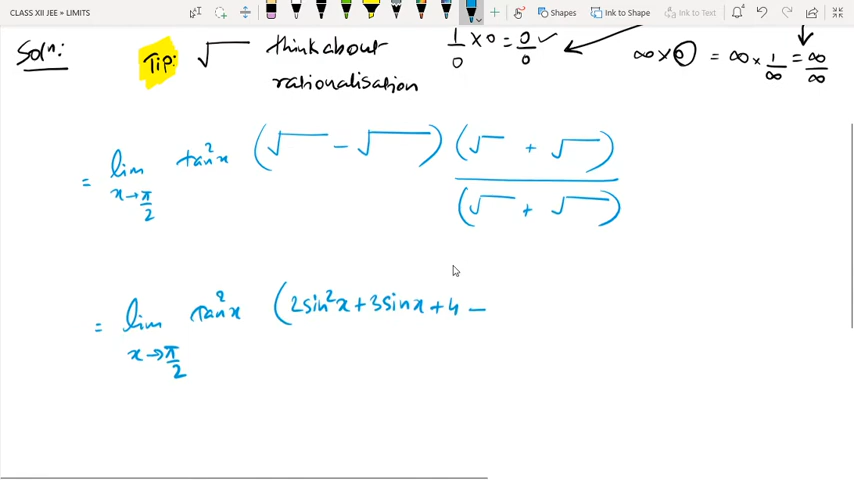 CLASS XII JEE » LIMITS
Shapes
Ink to Shape
Ink to Text
Solⁿ:
Tip: √ think about
rationalisation
1/0 × 0 = 0/0 ✓
∞ × 0 = ∞ × 1/∞ = ∞/∞
= lim x→π/2 tan²x (√ − √) (√ + √)/(√ + √)
= lim x→π/2 tan²x (2sin²x + 3sinx + 4 −